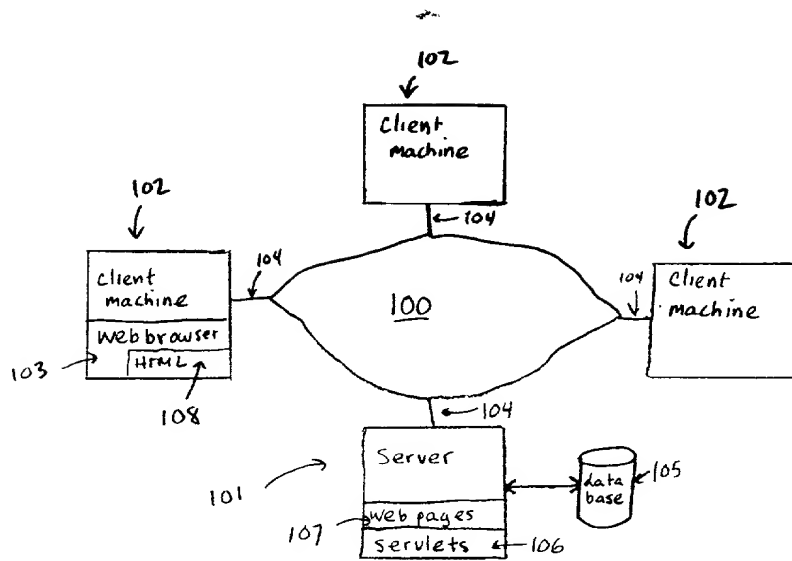 102
Client
machine
102
104
102
104
104
Client
machine
100
Client
machine
Web browser
HTML
103
108
104
Server
101
data
base
105
107
Web pages
Servlets
106